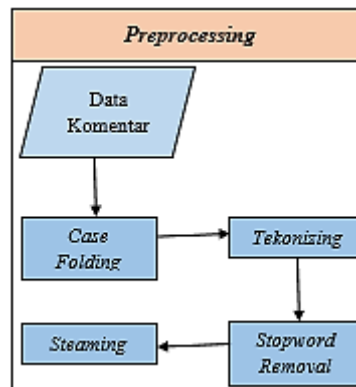 Preprocessing
Data
Komentar
Case
Folding
Tekonizing
Stopword
Removal
Steaming